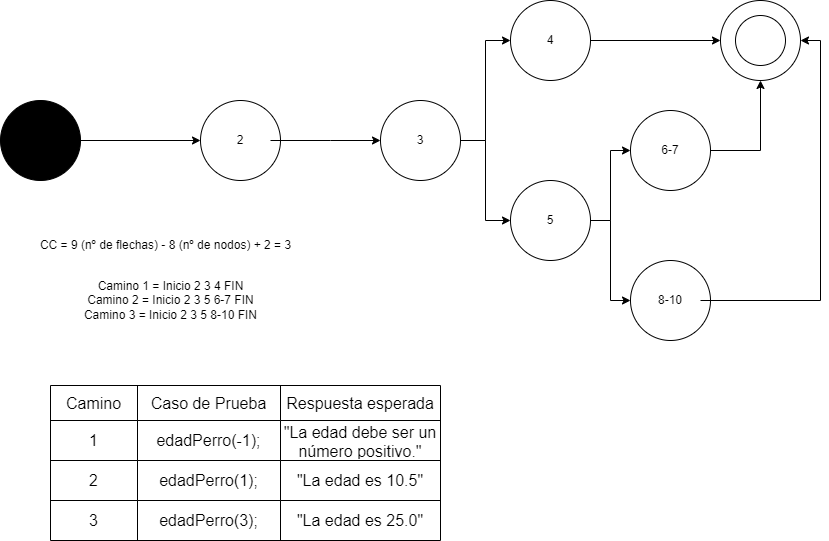 4
2
3
6-7
5
8-10
CC = 9 (nº de flechas) - 8 (nº de nodos) + 2 = 3
Camino 1 = Inicio 2 3 4 FIN
Camino 2 = Inicio 2 3 5 6-7 FIN
Camino 3 = Inicio 2 3 5 8-10 FIN
Camino Caso de Prueba Respuesta esperada
1 edadPerro(-1); "La edad debe ser un
número positivo."
2 edadPerro(1); "La edad es 10.5"
3 edadPerro(3); "La edad es 25.0"